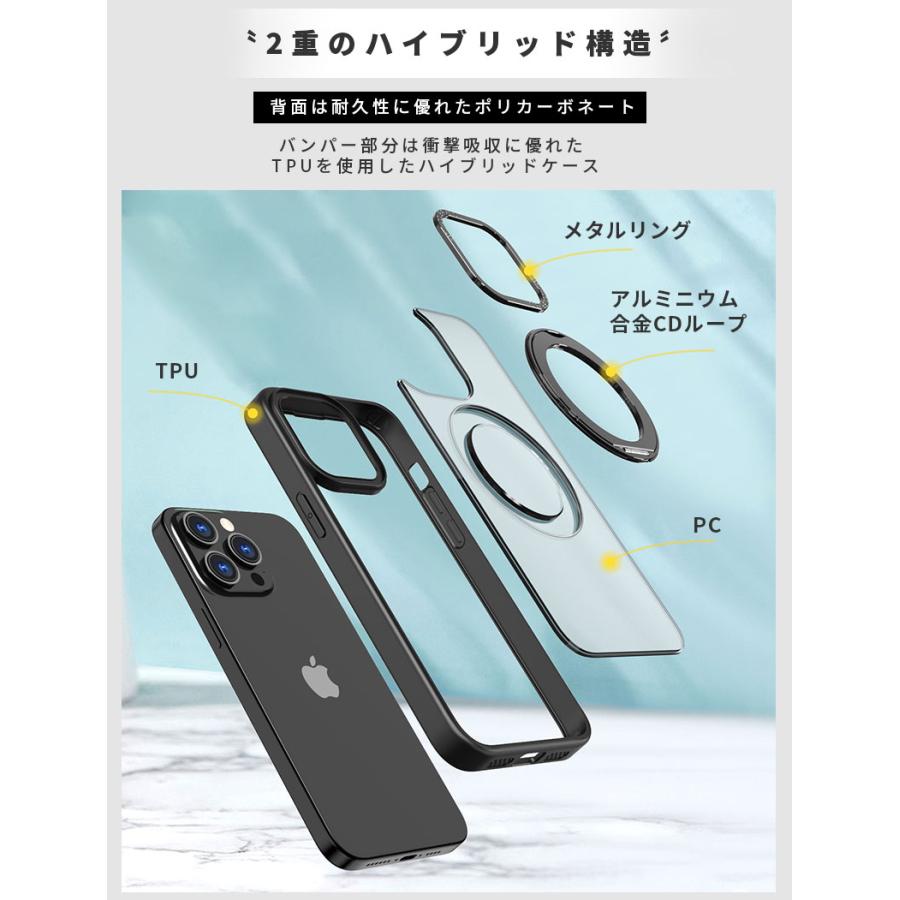 〝2重のハイブリッド構造〞
背面は耐久性に優れたポリカーボネート
バンパー部分は衝撃吸収に優れた
TPUを使用したハイブリッドケース
メタルリング
アルミニウム
合金CDループ
TPU
PC